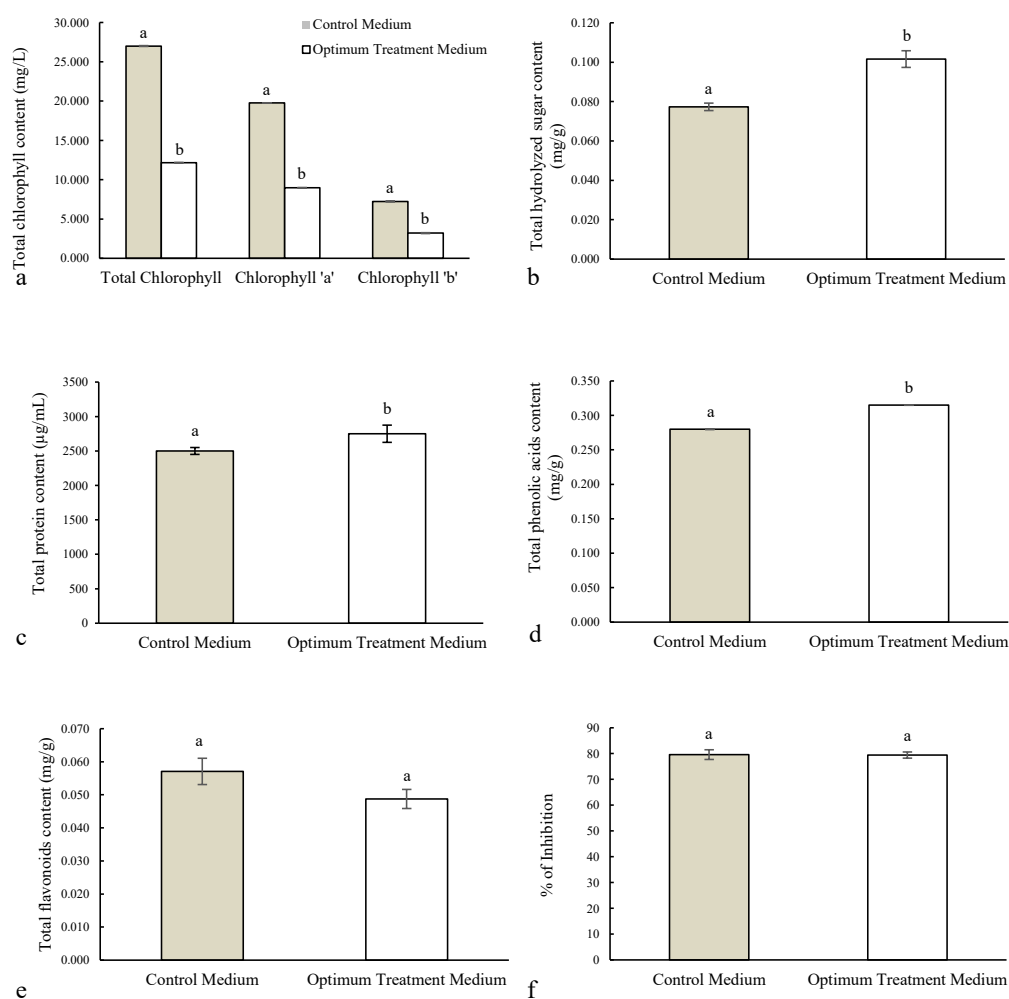 Total chlorophyll content (mg/L)
30.000
25.000
20.000
15.000
10.000
5.000
0.000
Control Medium
Optimum Treatment Medium
a
b
a
b
a
b
Total Chlorophyll
Chlorophyll 'a'
Chlorophyll 'b'
a
Total hydrolyzed sugar content
(mg/g)
0.120
0.100
0.080
0.060
0.040
0.020
0.000
a
b
Control Medium
Optimum Treatment Medium
b
Total protein content (µg/mL)
3500
3000
2500
2000
1500
1000
500
0
a
b
Control Medium
Optimum Treatment Medium
c
Total phenolic acids content
(mg/g)
0.350
0.300
0.250
0.200
0.150
0.100
0.050
0.000
a
b
Control Medium
Optimum Treatment Medium
d
Total flavonoids content (mg/g)
0.070
0.060
0.050
0.040
0.030
0.020
0.010
0.000
a
a
Control Medium
Optimum Treatment Medium
e
% of Inhibition
90
80
70
60
50
40
30
20
10
0
a
a
Control Medium
Optimum Treatment Medium
f